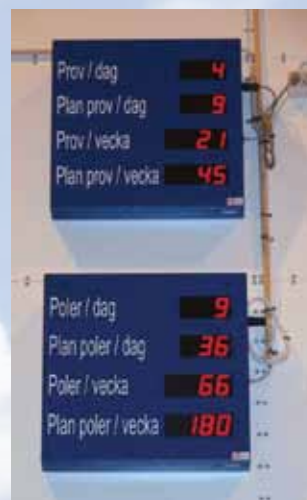 Prov / dag 4
Plan prov / dag 9
Prov / vecka 21
Plan prov / vecka 45
Poler / dag 9
Plan poler / dag 36
Poler / vecka 66
Plan poler / vecka 180